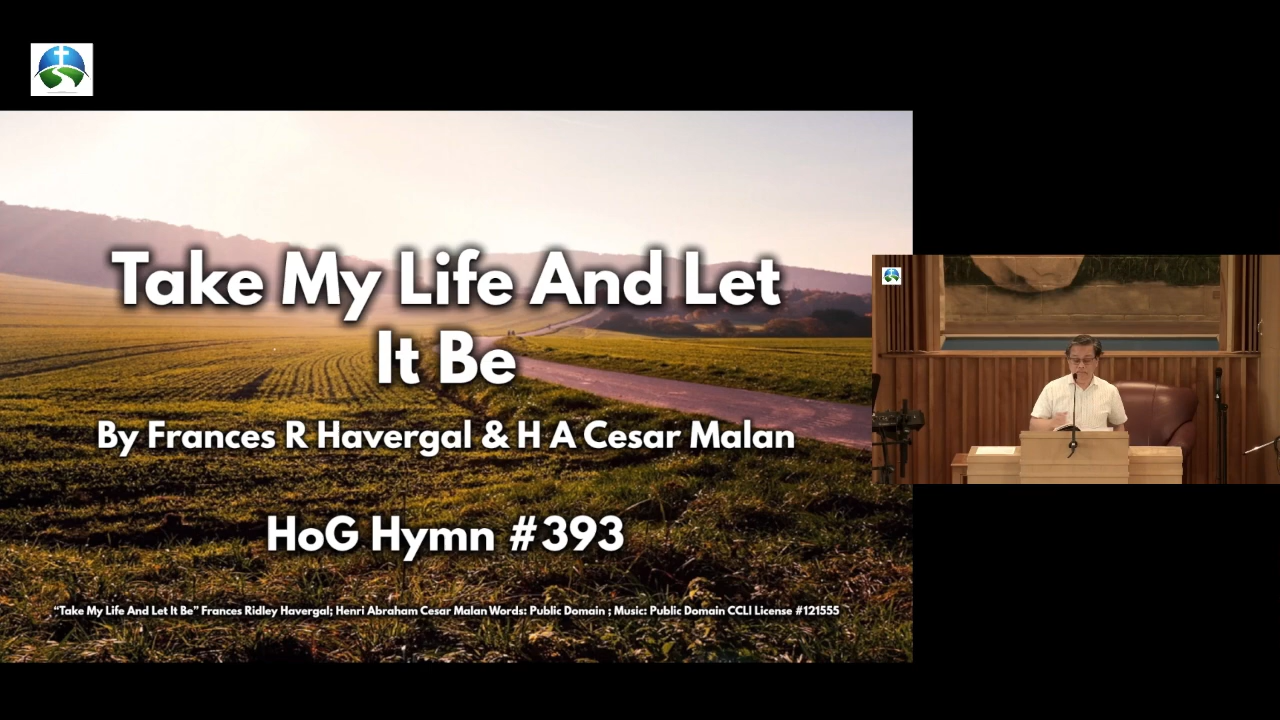 Take My Life And Let
It Be
By Frances R Havergal & H A Cesar Malan
HoG Hymn #393
“Take My Life And Let It Be” Frances Ridley Havergal; Henri Abraham Cesar Malan Words: Public Domain ; Music: Public Domain CCLI License #121555